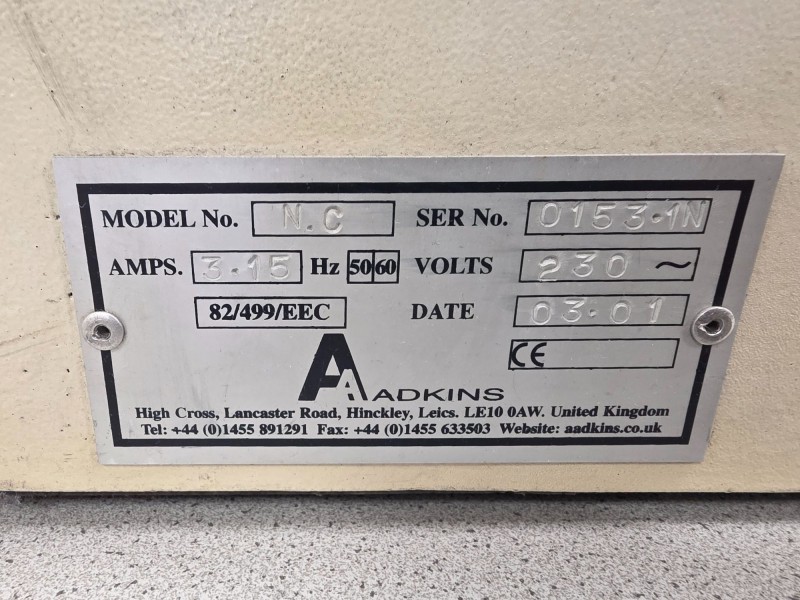 MODEL No. N.C SER No. 0153.1N
AMPS. 3.15 Hz 50 60 VOLTS 230 ~
82/499/EEC DATE 03.01
CE
AA ADKINS
High Cross, Lancaster Road, Hinckley, Leics. LE10 0AW. United Kingdom
Tel: +44 (0)1455 891291 Fax: +44 (0)1455 633503 Website: aadkins.co.uk